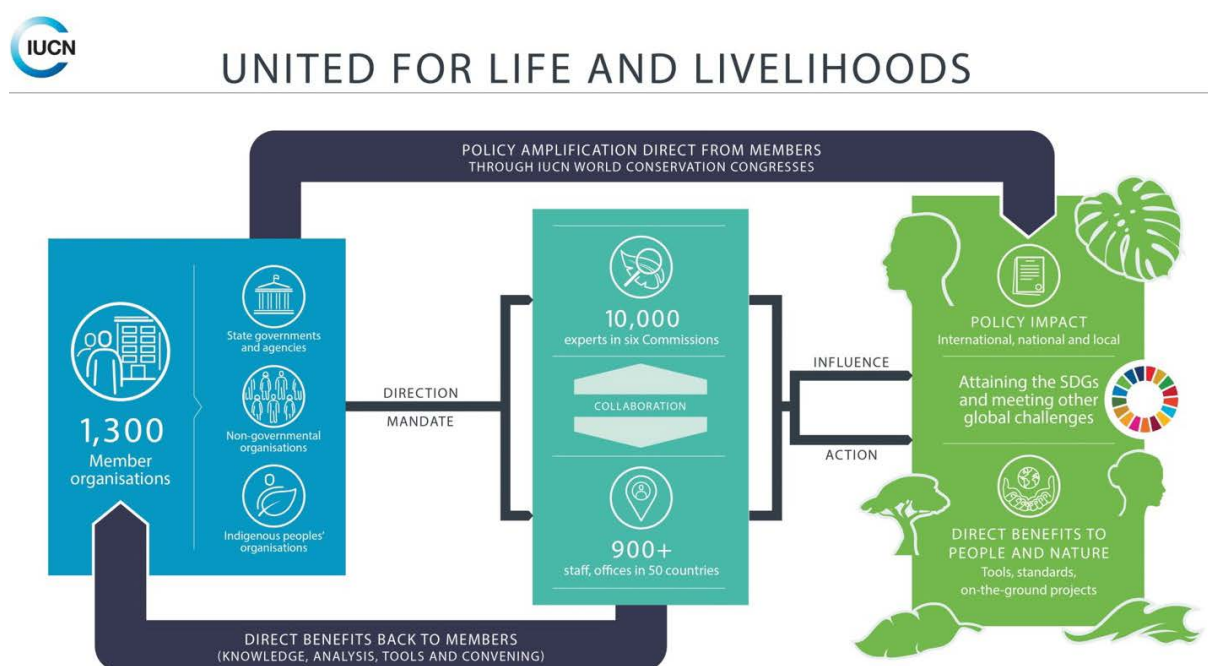 IUCN
UNITED FOR LIFE AND LIVELIHOODS
POLICY AMPLIFICATION DIRECT FROM MEMBERS
THROUGH IUCN WORLD CONSERVATION CONGRESSES
1,300
Member
organisations
State governments
and agencies
Non-governmental
organisations
Indigenous peoples'
organisations
DIRECTION
MANDATE
10,000
experts in six Commissions
COLLABORATION
900+
staff, offices in 50 countries
INFLUENCE
ACTION
POLICY IMPACT
International, national and local
Attaining the SDGs
and meeting other
global challenges
DIRECT BENEFITS TO
PEOPLE AND NATURE
Tools, standards,
on-the-ground projects
DIRECT BENEFITS BACK TO MEMBERS
(KNOWLEDGE, ANALYSIS, TOOLS AND CONVENING)